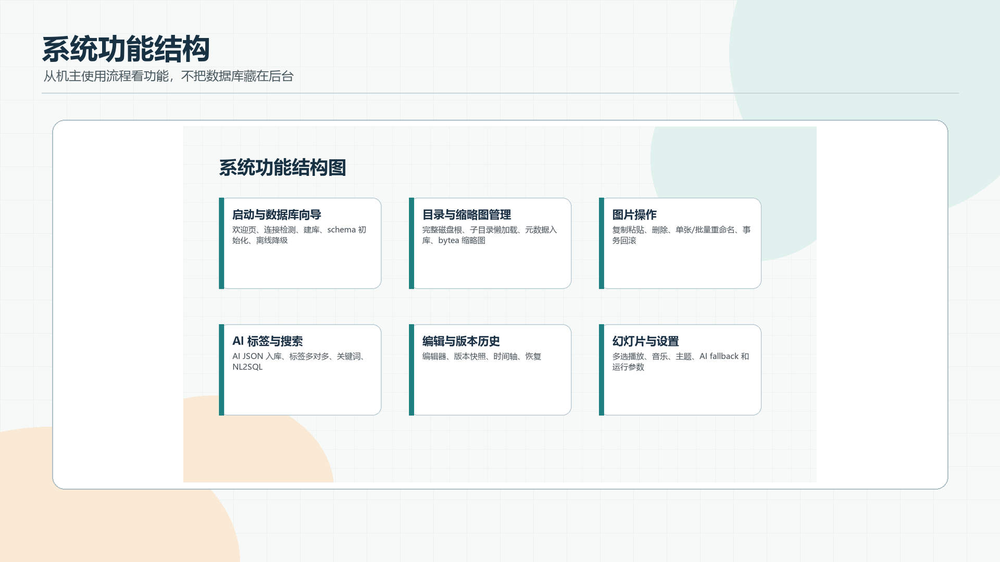 系统功能结构
从机主使用流程看功能，不把数据库藏在后台
系统功能结构图
启动与数据库向导
欢迎页、连接检测、建库、schema 初
始化、离线降级
目录与缩略图管理
完整磁盘根、子目录懒加载、元数据入
库、bytea 缩略图
图片操作
复制粘贴、删除、单张/批量重命名、事
务回滚
AI 标签与搜索
AI JSON 入库、标签多对多、关键词、
NL2SQL
编辑与版本历史
编辑器、版本快照、时间轴、恢复
幻灯片与设置
多选播放、音乐、主题、AI fallback 和
运行参数